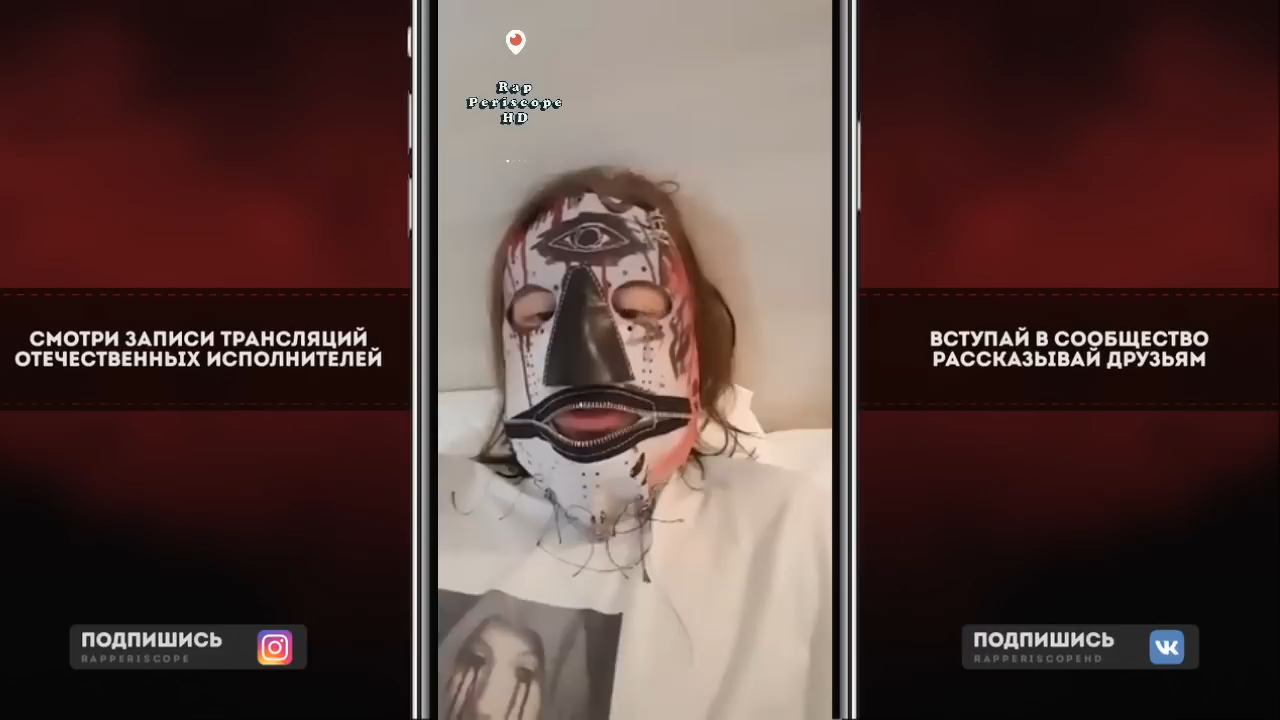 Rap
Periscope
HD
СМОТРИ ЗАПИСИ ТРАНСЛЯЦИЙ
ОТЕЧЕСТВЕННЫХ ИСПОЛНИТЕЛЕЙ
ВСТУПАЙ В СООБЩЕСТВО
РАССКАЗЫВАЙ ДРУЗЬЯМ
ПОДПИШИСЬ
RAPPERISCOPE
ПОДПИШИСЬ
RAPPERISCOPEHD